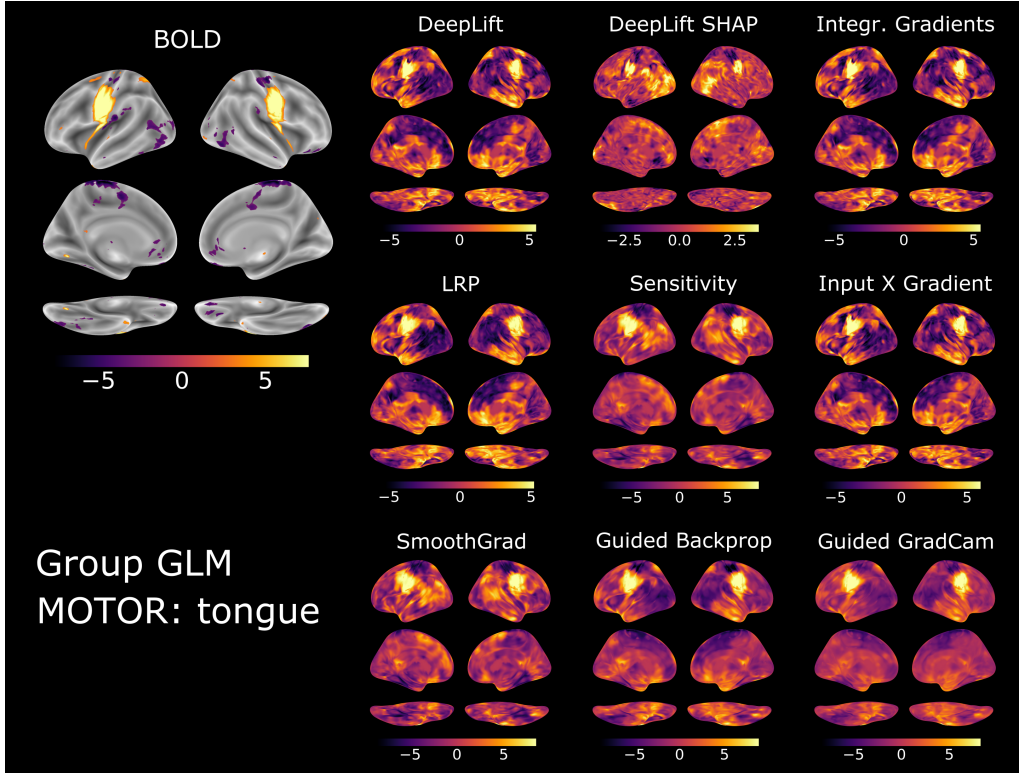 BOLD
−5 0 5
DeepLift
−5 0 5
DeepLift SHAP
−2.5 0.0 2.5
Integr. Gradients
−5 0 5
LRP
−5 0 5
Sensitivity
−5 0 5
Input X Gradient
−5 0 5
Group GLM
MOTOR: tongue
SmoothGrad
−5 0 5
Guided Backprop
−5 0 5
Guided GradCam
−5 0 5